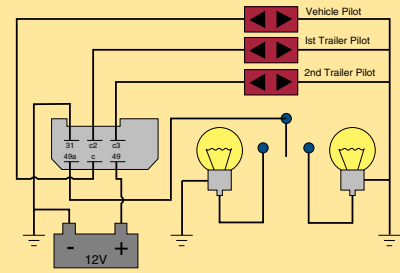 Vehicle Pilot
Ist Trailer Pilot
2nd Trailer Pilot
31 c2 c3
49a c 49
- +
12V